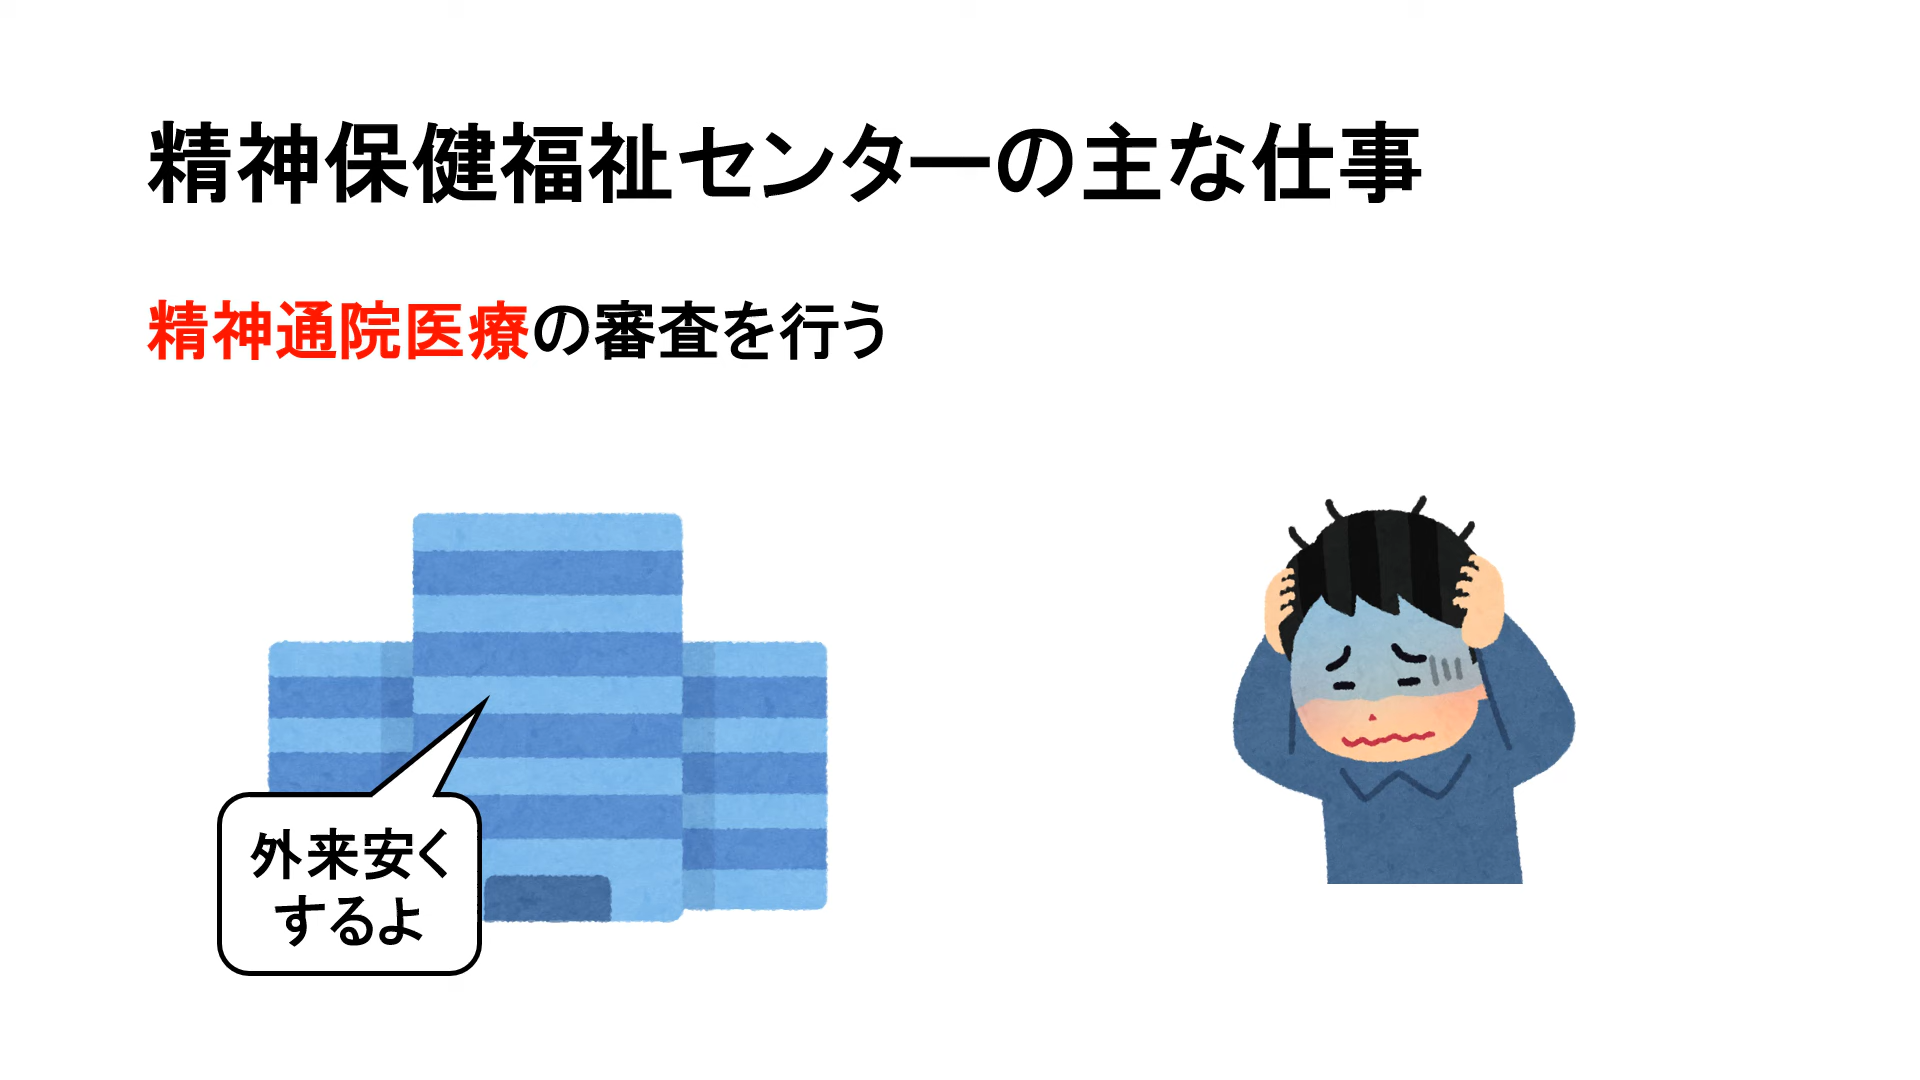 精神保健福祉センターの主な仕事
精神通院医療の審査を行う
外来安く
するよ